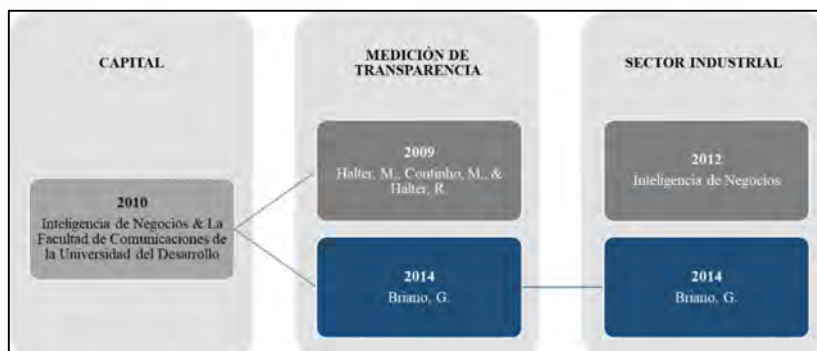 CAPITAL
2010
Inteligencia de Negocios & La
Facultad de Comunicaciones de
la Universidad del Desarrollo
MEDICIÓN DE
TRANSPARENCIA
2009
Halter, M., Continho, M., &
Halter, R.
2014
Briano, G.
SECTOR INDUSTRIAL
2012
Inteligencia de Negocios
2014
Briano, G.